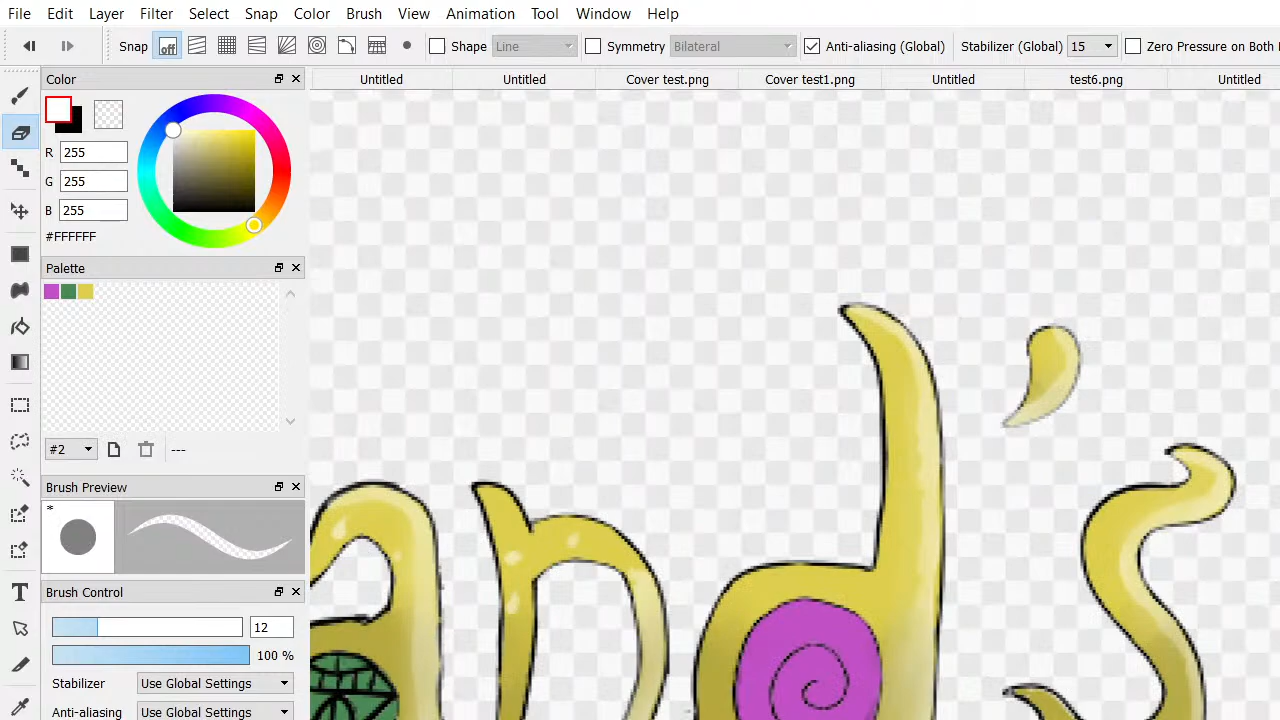 File Edit Layer Filter Select Snap Color Brush View Animation Tool Window Help
Snap off Shape Line Symmetry Bilateral Anti-aliasing (Global) Stabilizer (Global) 15 Zero Pressure on Both
Color Untitled Untitled Cover test.png Cover test1.png Untitled test6.png Untitled
R 255
G 255
B 255
#FFFFFF
Palette
#2 ---
Brush Preview
*
Brush Control
12
100 %
Stabilizer Use Global Settings
Anti-aliasing Use Global Settings
and's